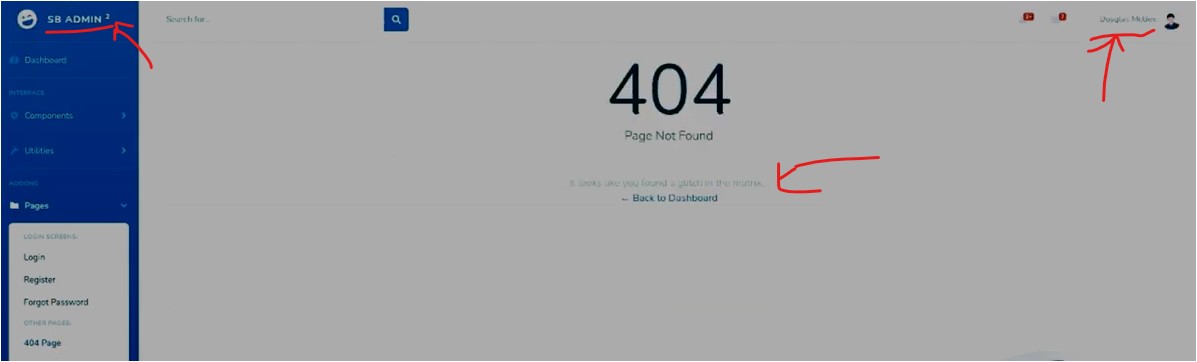 SB ADMIN 2
Search for...
3+
7
Douglas McGee
Dashboard
INTERFACE
Components
Utilities
ADDONS
Pages
LOGIN SCREENS:
Login
Register
Forgot Password
OTHER PAGES:
404 Page
404
Page Not Found
It looks like you found a glitch in the matrix...
← Back to Dashboard